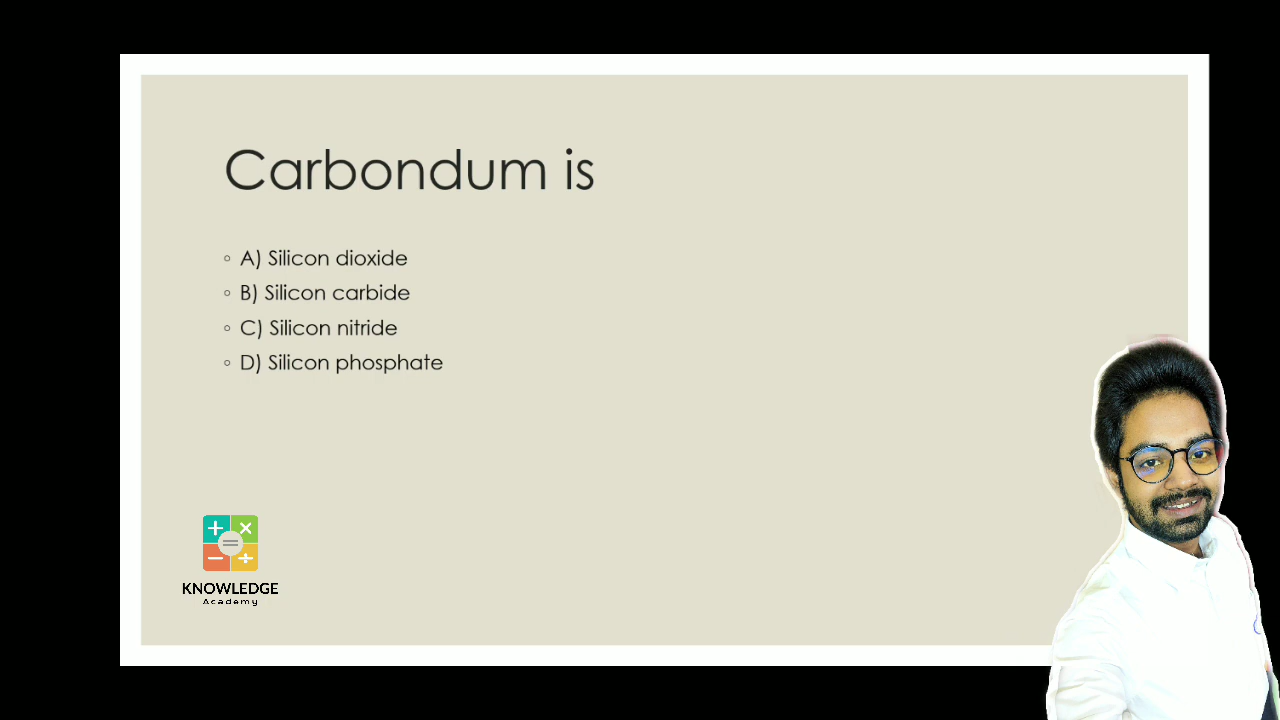 Carbondum is
◦ A) Silicon dioxide
◦ B) Silicon carbide
◦ C) Silicon nitride
◦ D) Silicon phosphate
KNOWLEDGE
Academy